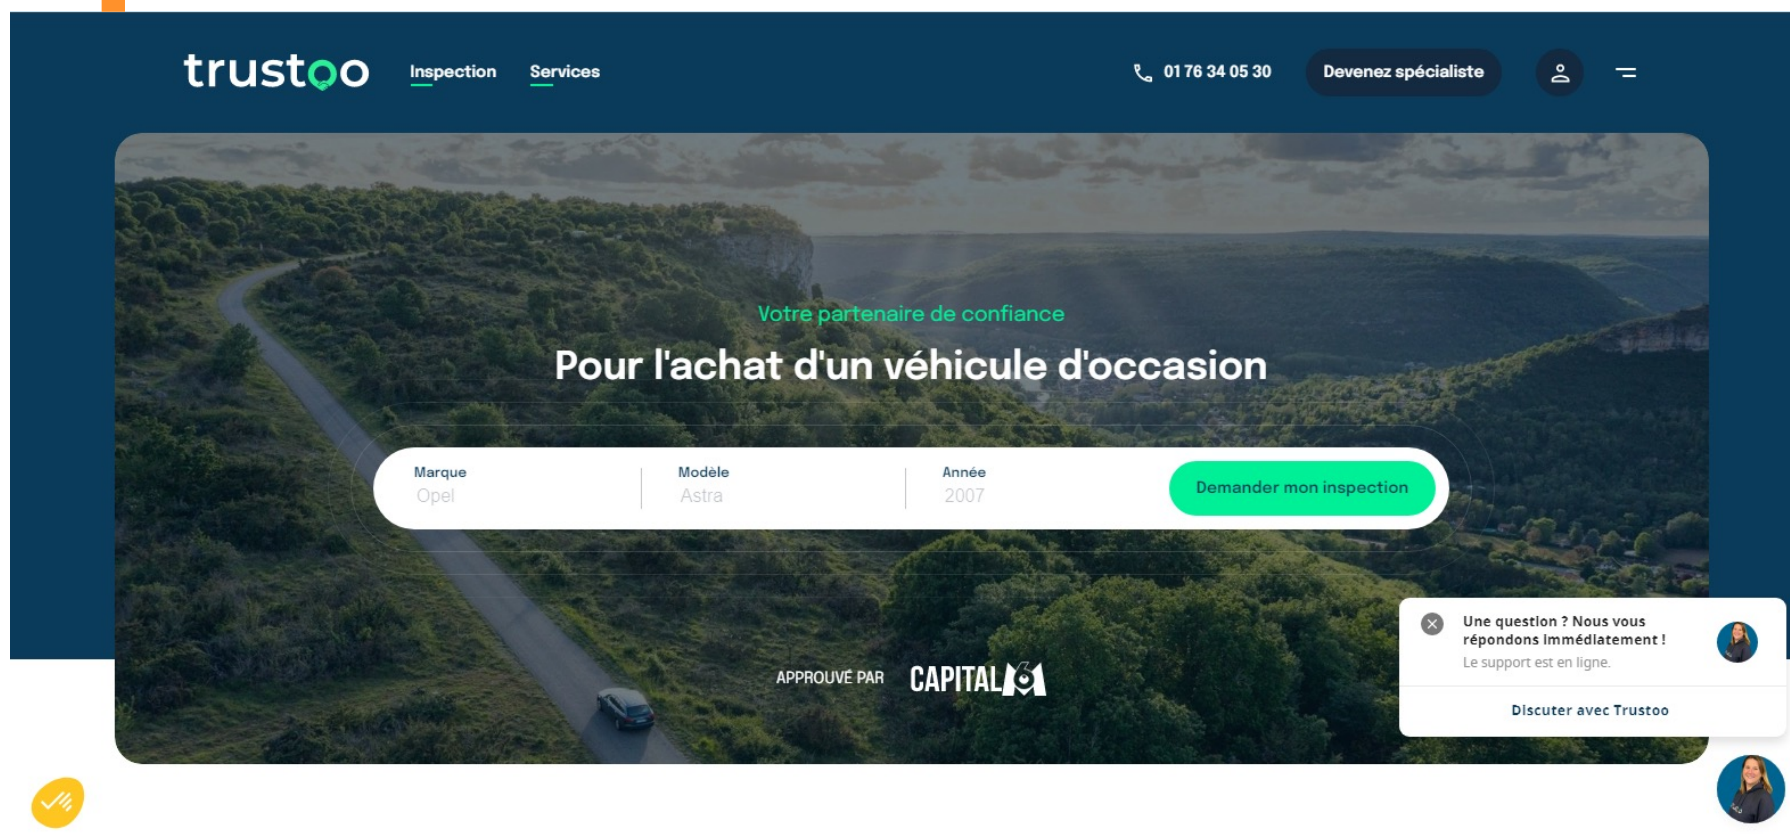 trustoo
Inspection
Services
01 76 34 05 30
Devenez spécialiste
Votre partenaire de confiance
Pour l'achat d'un véhicule d'occasion
Marque
Opel
Modèle
Astra
Année
2007
Demander mon inspection
APPROUVÉ PAR
CAPITAL 6
Une question ? Nous vous
répondons immédiatement !
Le support est en ligne.
Discuter avec Trustoo